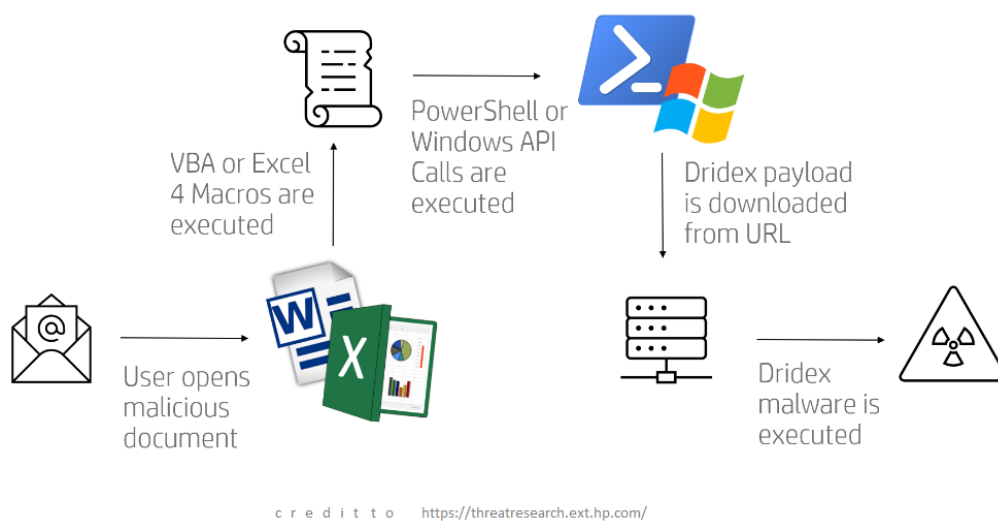 PowerShell or
Windows API
Calls are
executed
VBA or Excel
4 Macros are
executed
Dridex payload
is downloaded
from URL
@
W
X
User opens
malicious
document
Dridex
malware is
executed
c r e d i t t o https://threatresearch.ext.hp.com/